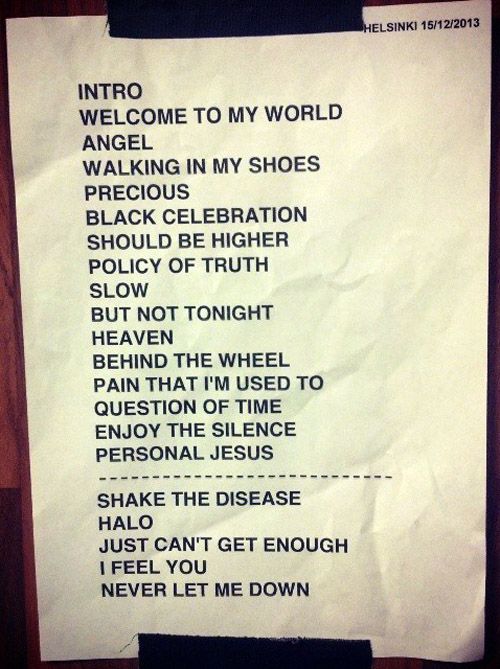 HELSINKI 15/12/2013
INTRO
WELCOME TO MY WORLD
ANGEL
WALKING IN MY SHOES
PRECIOUS
BLACK CELEBRATION
SHOULD BE HIGHER
POLICY OF TRUTH
SLOW
BUT NOT TONIGHT
HEAVEN
BEHIND THE WHEEL
PAIN THAT I'M USED TO
QUESTION OF TIME
ENJOY THE SILENCE
PERSONAL JESUS
--------------------------------
SHAKE THE DISEASE
HALO
JUST CAN'T GET ENOUGH
I FEEL YOU
NEVER LET ME DOWN